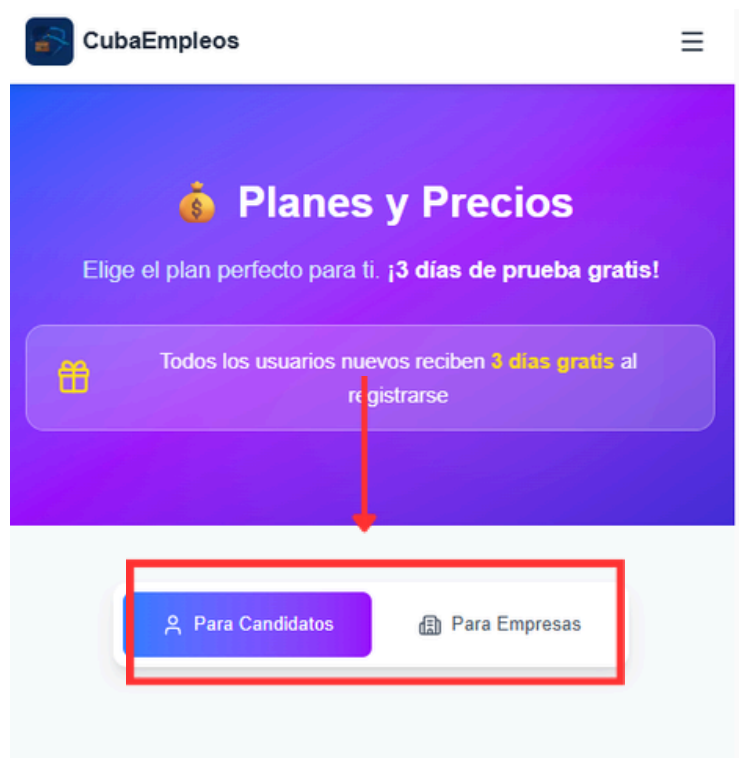 CubaEmpleos
Planes y Precios
Elige el plan perfecto para ti. ¡3 días de prueba gratis!
Todos los usuarios nuevos reciben 3 días gratis al
registrarse
Para Candidatos
Para Empresas